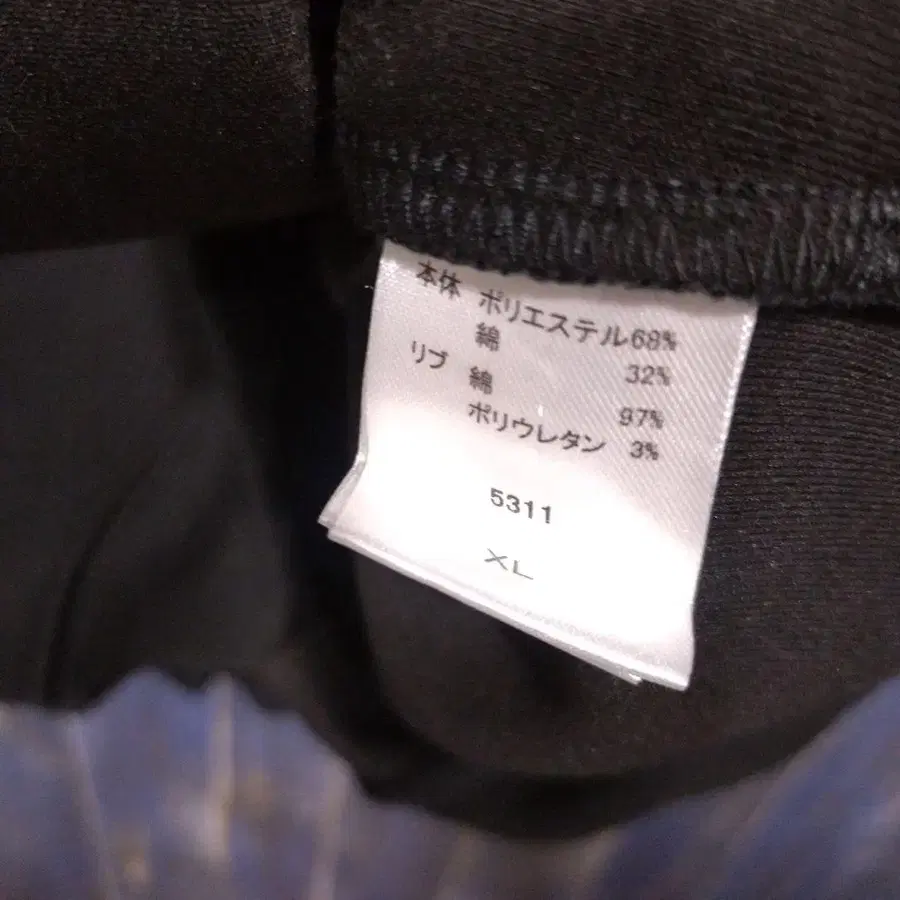 本体 ポリエステル68%
綿 32%
リブ 綿 97%
ポリウレタン 3%
5311
XL